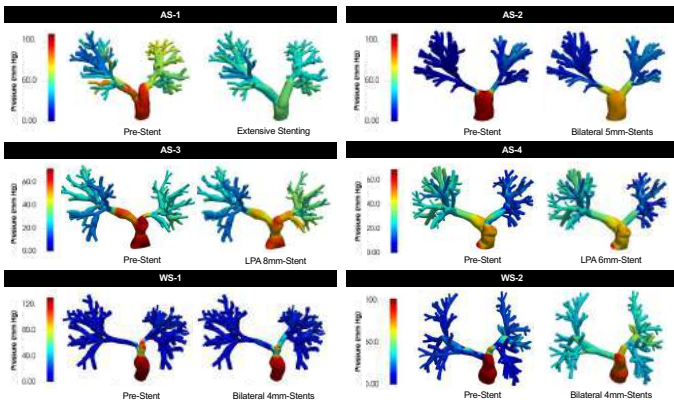 AS-1
AS-2
Pressure (mm Hg)
100.
50.0
0.00
Pre-Stent
Extensive Stenting
Pressure (mm Hg)
100.
50.0
0.00
Pre-Stent
Bilateral 5mm-Stents
AS-3
AS-4
Pressure (mm Hg)
60.0
40.0
20.0
0.00
Pre-Stent
LPA 8mm-Stent
Pressure (mm Hg)
60.0
40.0
20.0
0.00
Pre-Stent
LPA 6mm-Stent
WS-1
WS-2
Pressure (mm Hg)
120.
80.0
40.0
0.00
Pre-Stent
Bilateral 4mm-Stents
Pressure (mm Hg)
100.
50.0
0.00
Pre-Stent
Bilateral 4mm-Stents